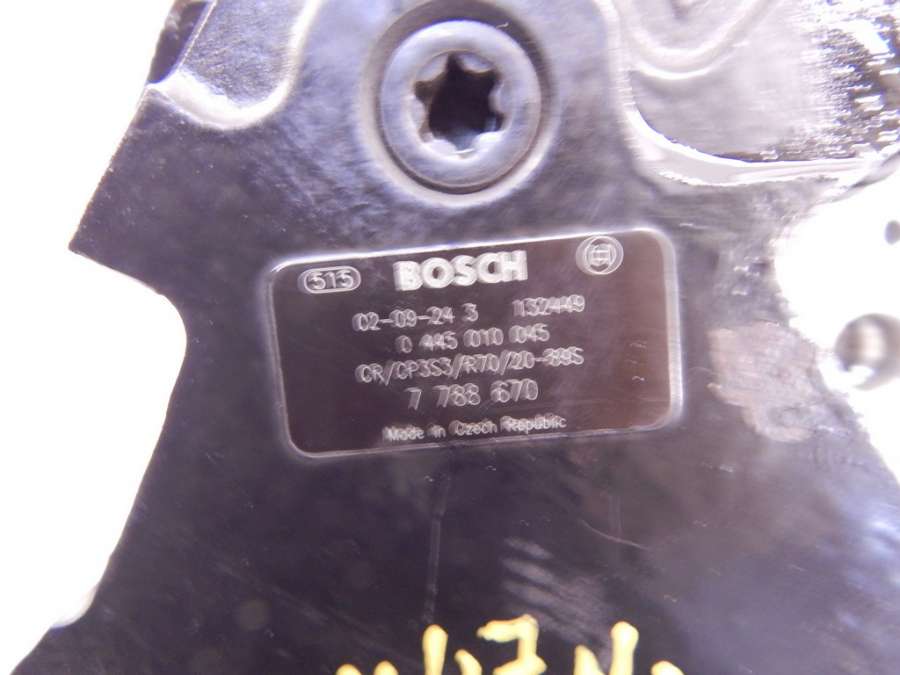 515 BOSCH
02-09-24 3 132449
0 445 010 045
CR/CP3S3/R70/20-89S
7 788 670
Made in Czech Republic